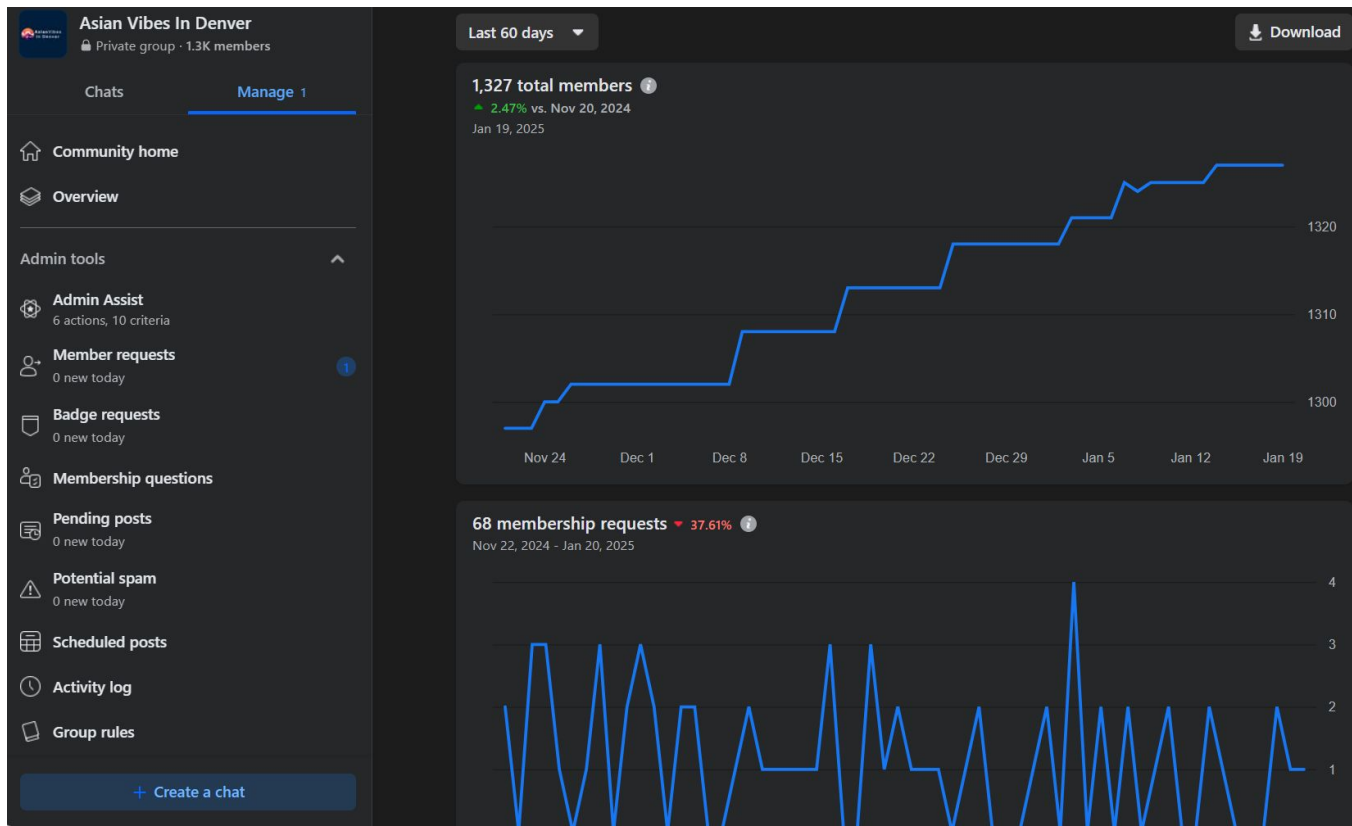 Asian Vibes In Denver
Private group · 1.3K members
Chats
Manage 1
Community home
Overview
Admin tools
Admin Assist
6 actions, 10 criteria
Member requests
0 new today
1
Badge requests
0 new today
Membership questions
Pending posts
0 new today
Potential spam
0 new today
Scheduled posts
Activity log
Group rules
+ Create a chat
Last 60 days
Download
1,327 total members
2.47% vs. Nov 20, 2024
Jan 19, 2025
1320
1310
1300
Nov 24 Dec 1 Dec 8 Dec 15 Dec 22 Dec 29 Jan 5 Jan 12 Jan 19
68 membership requests 37.61%
Nov 22, 2024 - Jan 20, 2025
4
3
2
1